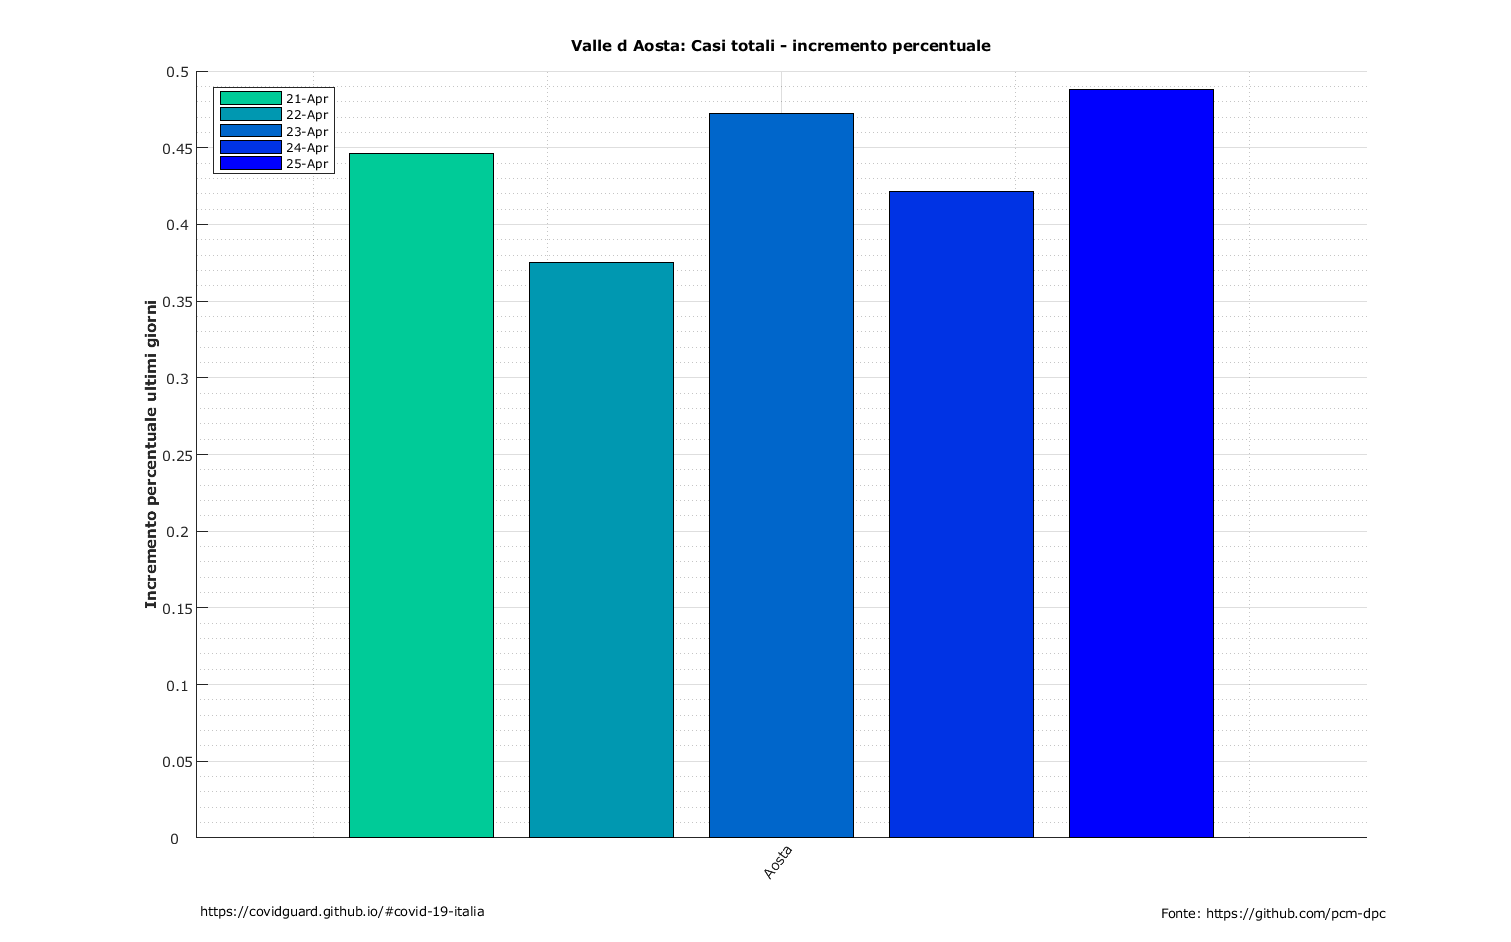 Valle d Aosta: Casi totali - incremento percentuale
0.5
0.45
0.4
0.35
0.3
0.25
0.2
0.15
0.1
0.05
0
Incremento percentuale ultimi giorni
21-Apr
22-Apr
23-Apr
24-Apr
25-Apr
Aosta
https://covidguard.github.io/#covid-19-italia
Fonte: https://github.com/pcm-dpc